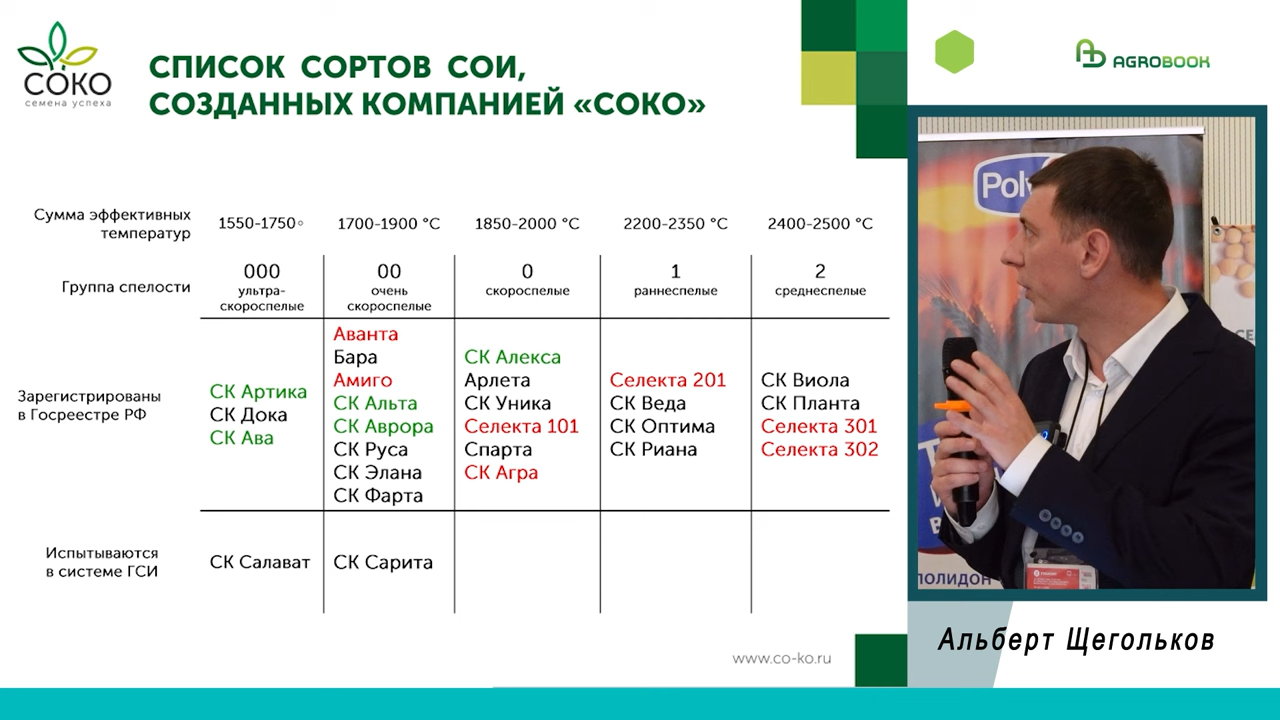 СОКО
семена успеха
СПИСОК СОРТОВ СОИ,
СОЗДАННЫХ КОМПАНИЕЙ «СОКО»
AGROBOOK
Сумма эффективных
температур
1550-1750°
1700-1900 °C
1850-2000 °C
2200-2350 °C
2400-2500 °C
Группа спелости
000
ультра-
скороспелые
00
очень
скороспелые
0
скороспелые
1
раннеспелые
2
среднеспелые
Зарегистрированы
в Госреестре РФ
СК Артика
СК Дока
СК Ава
Аванта
Бара
Амиго
СК Альта
СК Аврора
СК Руса
СК Элана
СК Фарта
СК Алекса
Арлета
СК Уника
Селекта 101
Спарта
СК Агра
Селекта 201
СК Веда
СК Оптима
СК Риана
СК Виола
СК Планта
Селекта 301
Селекта 302
Испытываются
в системе ГСИ
СК Салават
СК Сарита
www.co-ko.ru
Pol
ПОЛИДОН
Альберт Щегольков